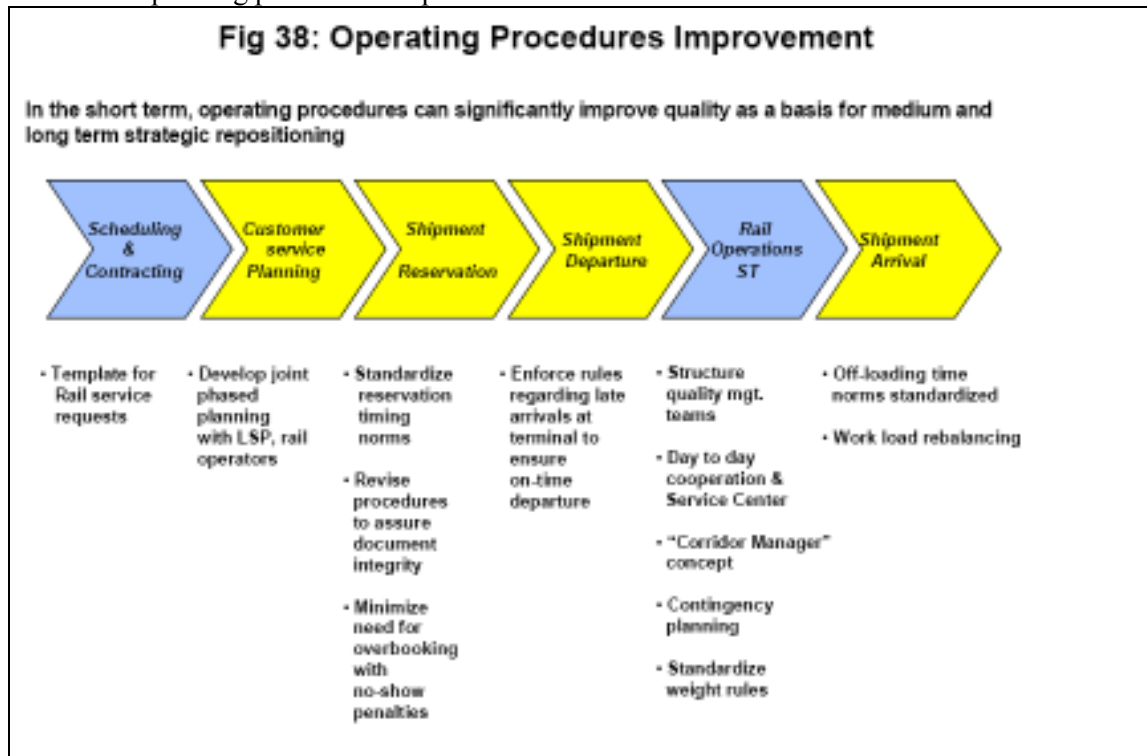 Fig 38: Operating Procedures Improvement
In the short term, operating procedures can significantly improve quality as a basis for medium and
long term strategic repositioning
Scheduling
&
Contracting
Customer
service
Planning
Shipment
Reservation
Shipment
Departure
Rail
Operations
ST
Shipment
Arrival
• Template for
Rail service
requests
• Develop joint
phased
planning
with LSP, rail
operators
• Standardize
reservation
timing
norms
• Revise
procedures
to assure
document
integrity
• Minimize
need for
overbooking
with
no-show
penalties
• Enforce rules
regarding late
arrivals at
terminal to
ensure
on-time
departure
• Structure
quality mgt.
teams
• Day to day
cooperation &
Service Center
• "Corridor Manager"
concept
• Contingency
planning
• Standardize
weight rules
• Off-loading time
norms standardized
• Work load rebalancing